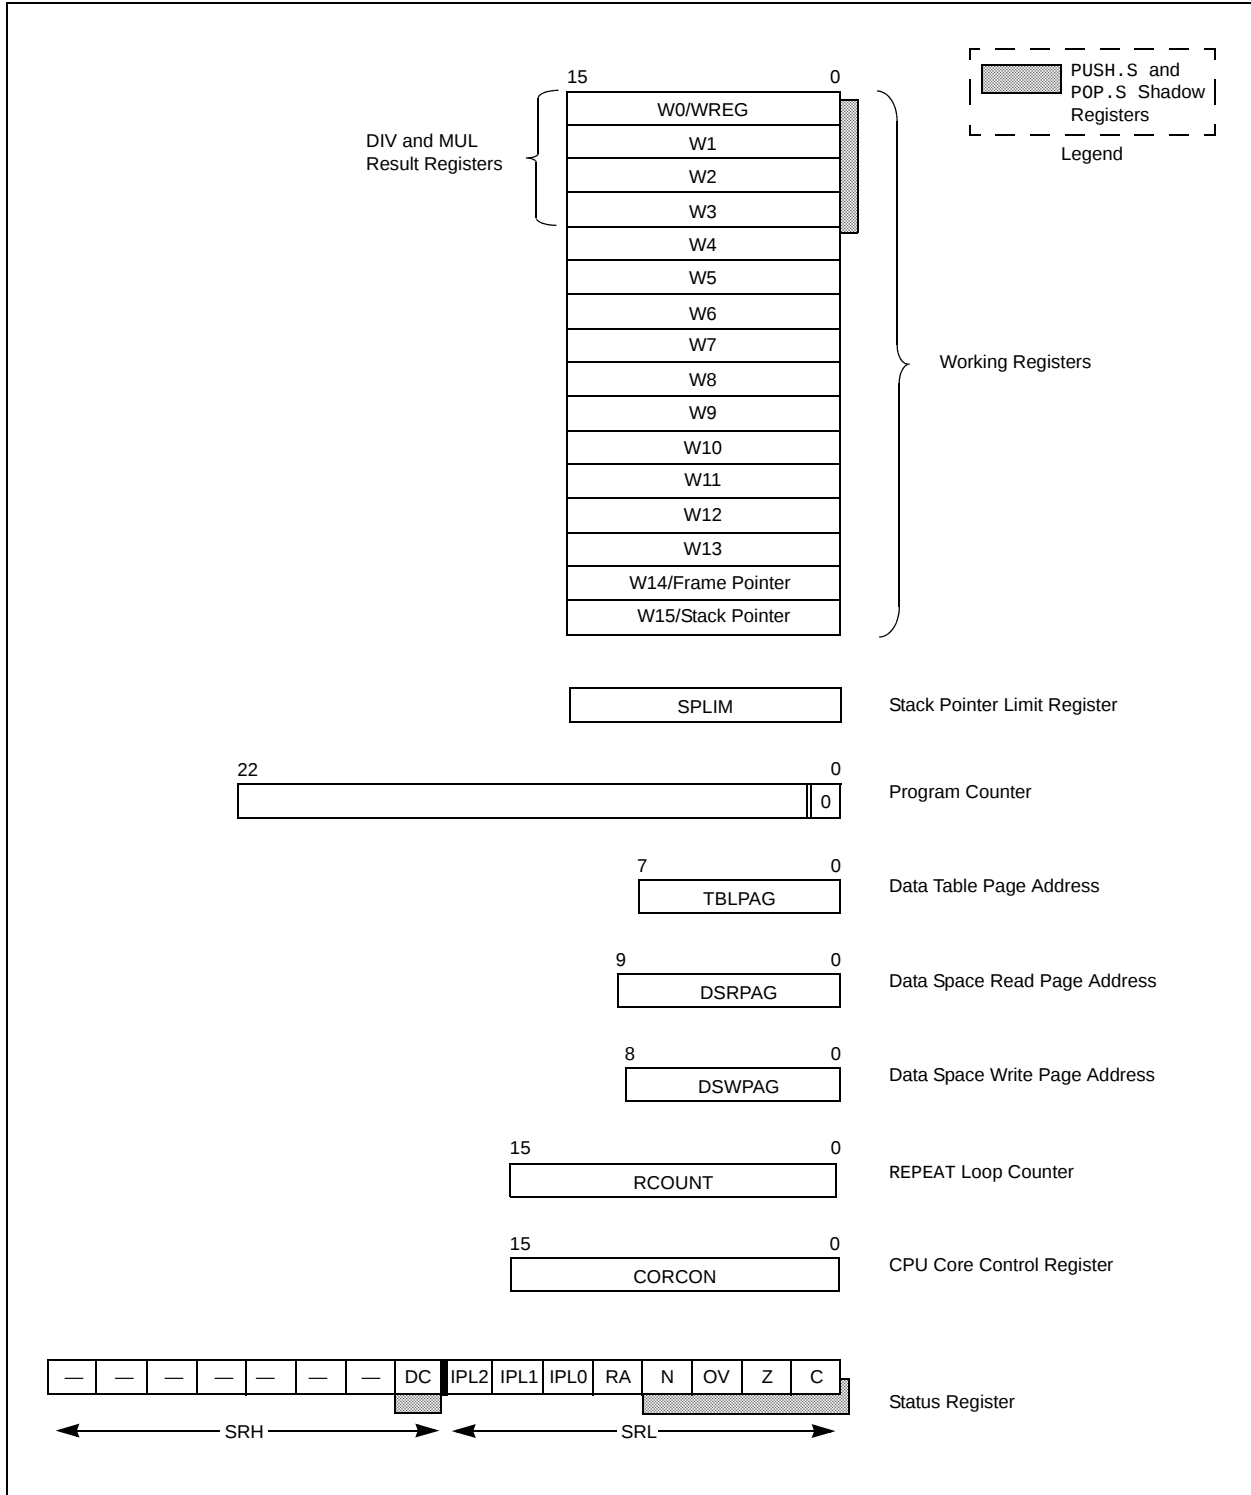 PUSH.S and
POP.S Shadow
Registers
Legend
15 0
DIV and MUL
Result Registers
W0/WREG
W1
W2
W3
W4
W5
W6
W7
W8
W9
W10
W11
W12
W13
W14/Frame Pointer
W15/Stack Pointer
Working Registers
SPLIM
Stack Pointer Limit Register
22 0
0
Program Counter
7 0
TBLPAG
Data Table Page Address
9 0
DSRPAG
Data Space Read Page Address
8 0
DSWPAG
Data Space Write Page Address
15 0
RCOUNT
REPEAT Loop Counter
15 0
CORCON
CPU Core Control Register
— — — — — — — DC IPL2 IPL1 IPL0 RA N OV Z C
Status Register
SRH SRL